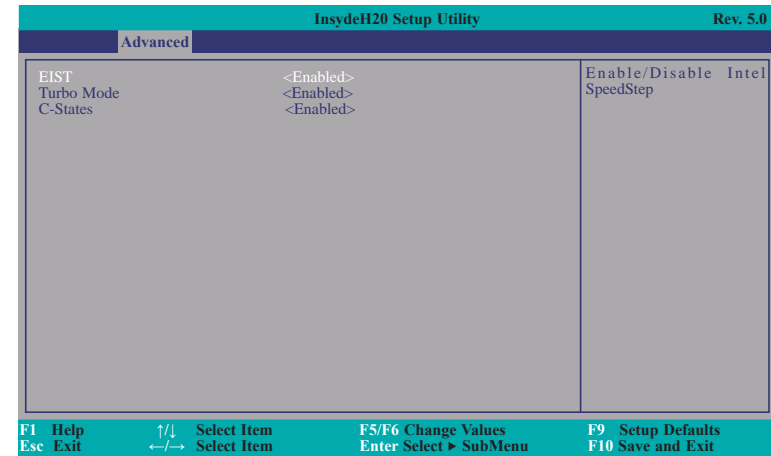 InsydeH20 Setup Utility Rev. 5.0
Advanced
EIST <Enabled>
Turbo Mode <Enabled>
C-States <Enabled>
Enable/Disable Intel
SpeedStep
F1 Help ↑/↓ Select Item F5/F6 Change Values F9 Setup Defaults
Esc Exit ←/→ Select Item Enter Select ▶ SubMenu F10 Save and Exit